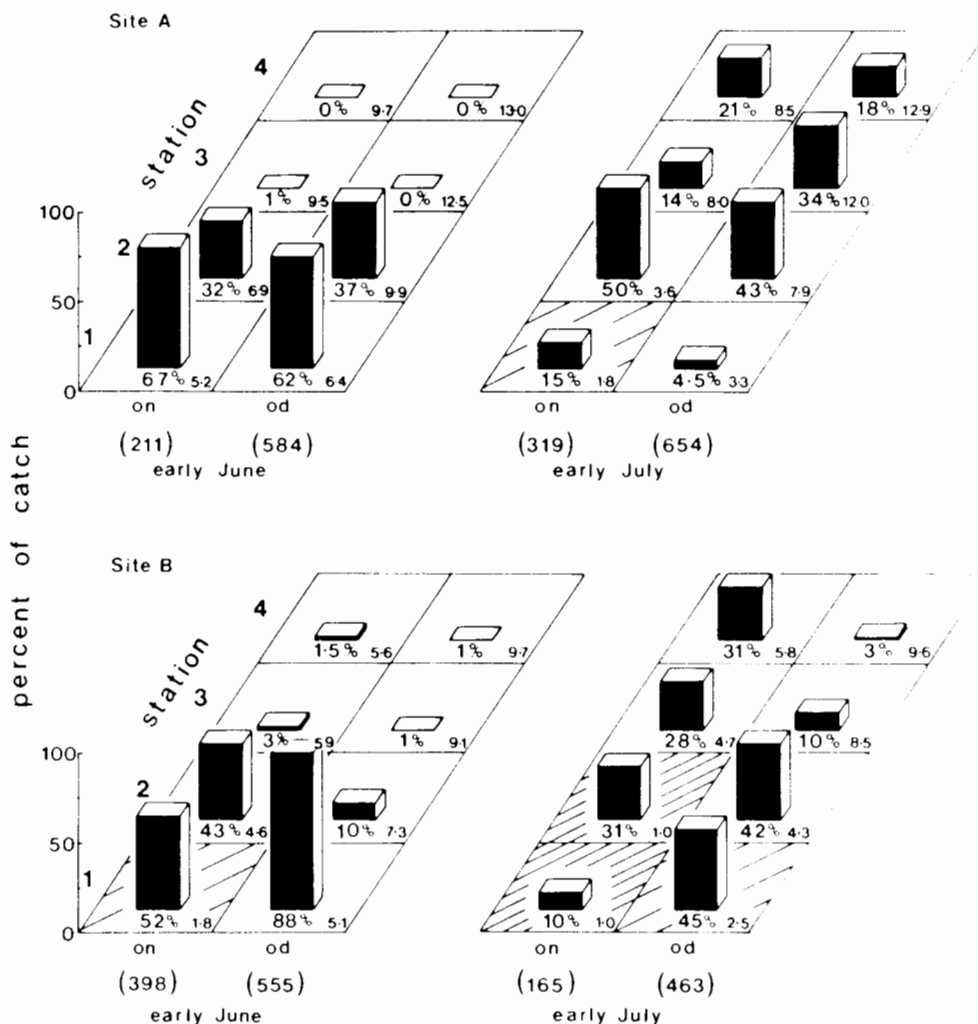 Site A
4
0% 9·7 0% 13·0 21% 8·5 18% 12·9
station
3
1% 9·5 0% 12·5 14% 8·0 34% 12·0
100
2
32% 6·9 37% 9·9 50% 3·6 43% 7·9
50
1
67% 5·2 62% 6·4 15% 1·8 4·5% 3·3
0
on od on od
(211) (584) (319) (654)
early June early July
percent of catch
Site B
4
1·5% 5·6 1% 9·7 31% 5·8 3% 9·6
station
3
3% 5·9 1% 9·1 28% 4·7 10% 8·5
100
2
43% 4·6 10% 7·3 31% 1·0 42% 4·3
50
1
52% 1·8 88% 5·1 10% 1·0 45% 2·5
0
on od on od
(398) (555) (165) (463)
early June early July